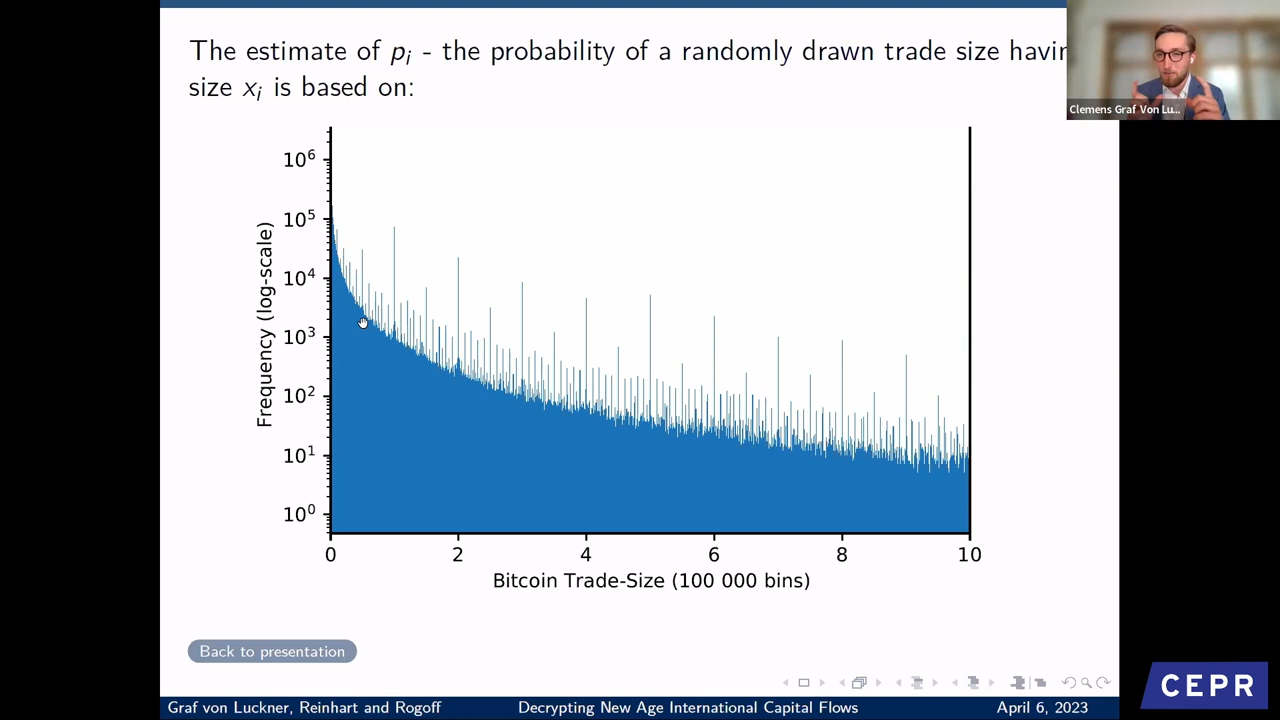 The estimate of pᵢ - the probability of a randomly drawn trade size
size xᵢ is based on:
Clemens Graf Von Lu...
10⁶
10⁵
10⁴
10³
10²
10¹
10⁰
Frequency (log-scale)
0 2 4 6 8 10
Bitcoin Trade-Size (100 000 bins)
Back to presentation
CEPR
Graf von Luckner, Reinhart and Rogoff Decrypting New Age International Capital Flows April 6, 2023